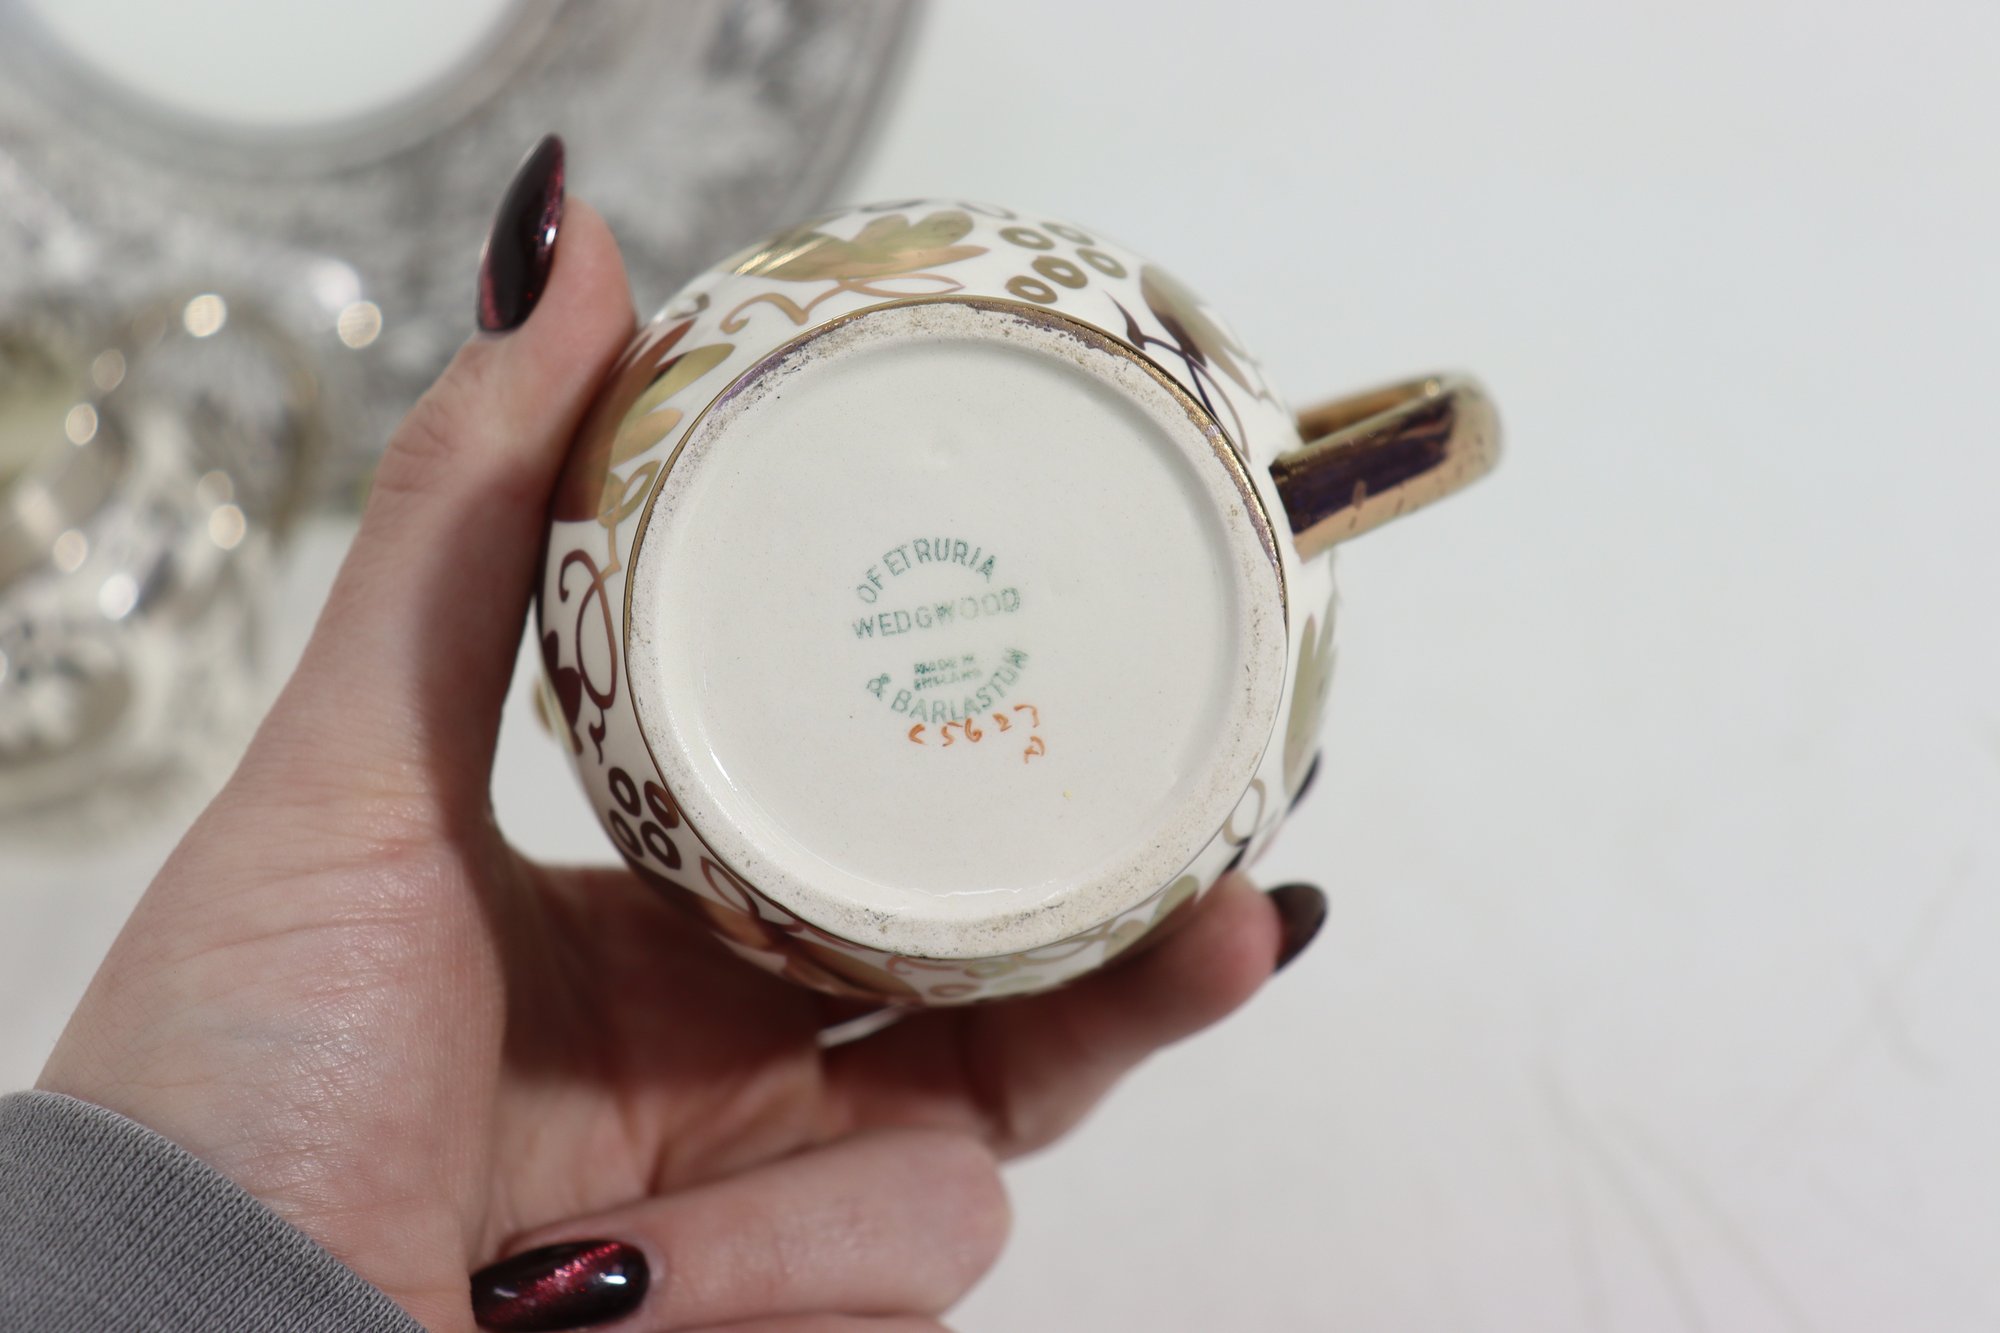 OF ETRURIA
WEDGWOOD
MADE IN
ENGLAND
& BARLASTON
C5627